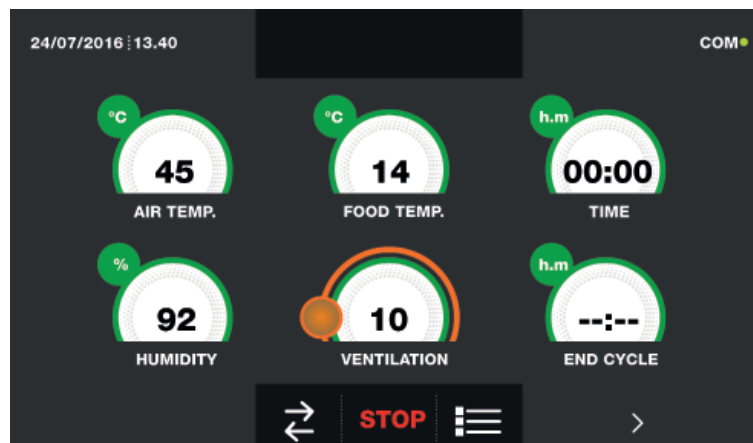 24/07/2016 13.40
COM
°C
°C
h.m
45
14
00:00
AIR TEMP.
FOOD TEMP.
TIME
%
h.m
92
10
--:--
HUMIDITY
VENTILATION
END CYCLE
STOP